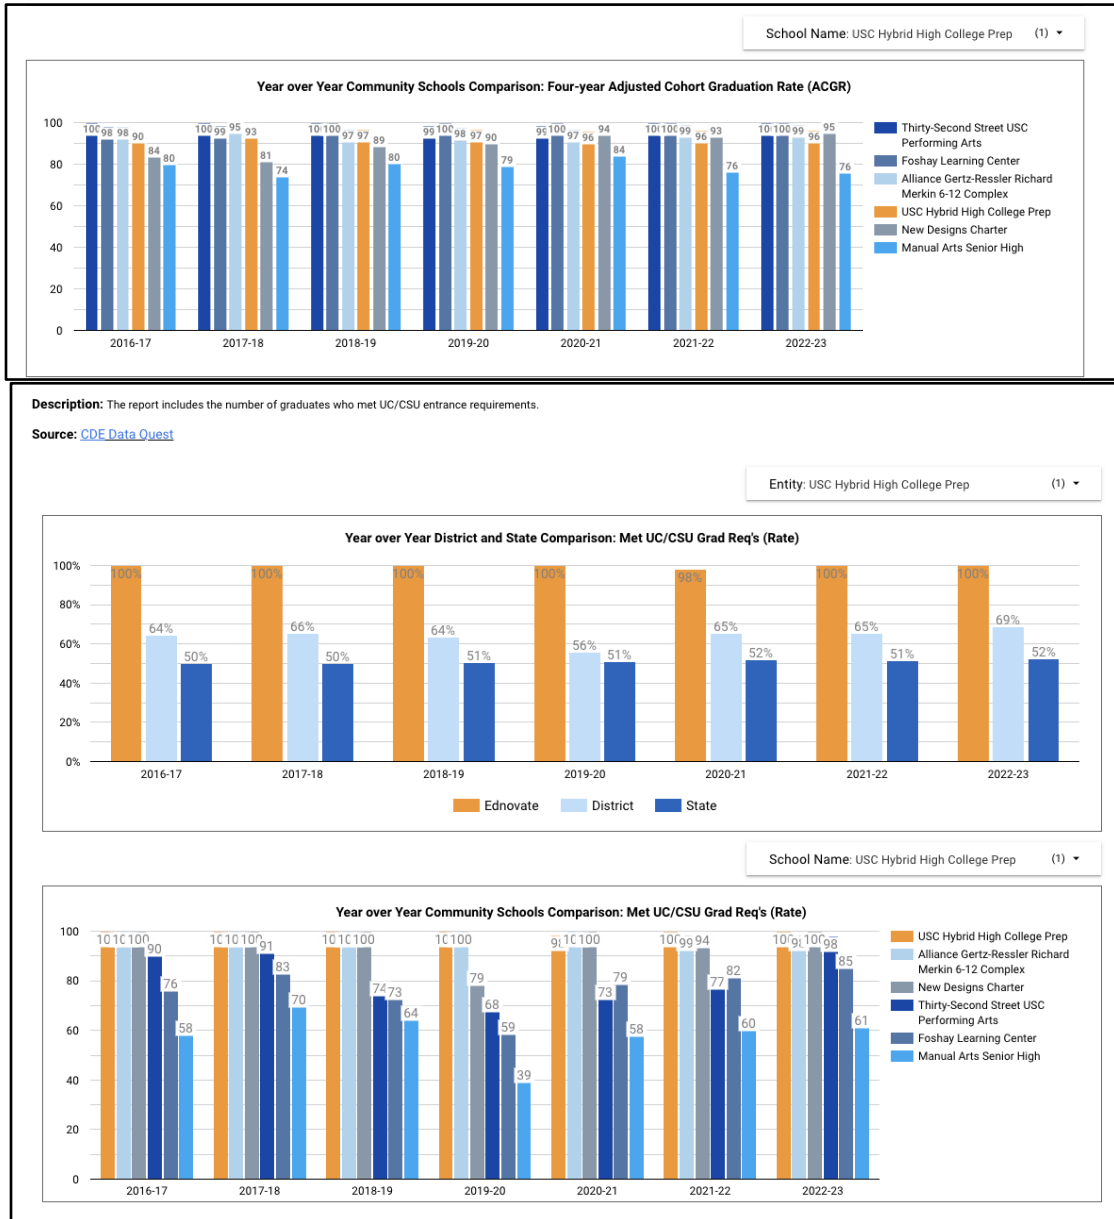 School Name: USC Hybrid High College Prep (1)
Year over Year Community Schools Comparison: Four-year Adjusted Cohort Graduation Rate (ACGR)
100
80
60
40
20
0
100 98 98 90 84 80
100 99 95 93 81 74
100 97 97 89 80
99 100 98 97 90 79
99 100 97 96 94 84
100 99 96 93 76
100 99 96 95 76
2016-17 2017-18 2018-19 2019-20 2020-21 2021-22 2022-23
Thirty-Second Street USC
Performing Arts
Foshay Learning Center
Alliance Gertz-Ressler Richard
Merkin 6-12 Complex
USC Hybrid High College Prep
New Designs Charter
Manual Arts Senior High
Description: The report includes the number of graduates who met UC/CSU entrance requirements.
Source: CDE Data Quest
Entity: USC Hybrid High College Prep (1)
Year over Year District and State Comparison: Met UC/CSU Grad Req's (Rate)
100%
80%
60%
40%
20%
0%
100% 64% 50%
100% 66% 50%
100% 64% 51%
100% 56% 51%
98% 65% 52%
100% 65% 51%
100% 69% 52%
2016-17 2017-18 2018-19 2019-20 2020-21 2021-22 2022-23
Ednovate District State
School Name: USC Hybrid High College Prep (1)
Year over Year Community Schools Comparison: Met UC/CSU Grad Req's (Rate)
100
80
60
40
20
0
100 90 76 58
100 91 83 70
100 74 73 64
100 79 68 59 39
100 73 79 58
100 99 94 77 82 60
100 100 98 85 61
2016-17 2017-18 2018-19 2019-20 2020-21 2021-22 2022-23
USC Hybrid High College Prep
Alliance Gertz-Ressler Richard
Merkin 6-12 Complex
New Designs Charter
Thirty-Second Street USC
Performing Arts
Foshay Learning Center
Manual Arts Senior High